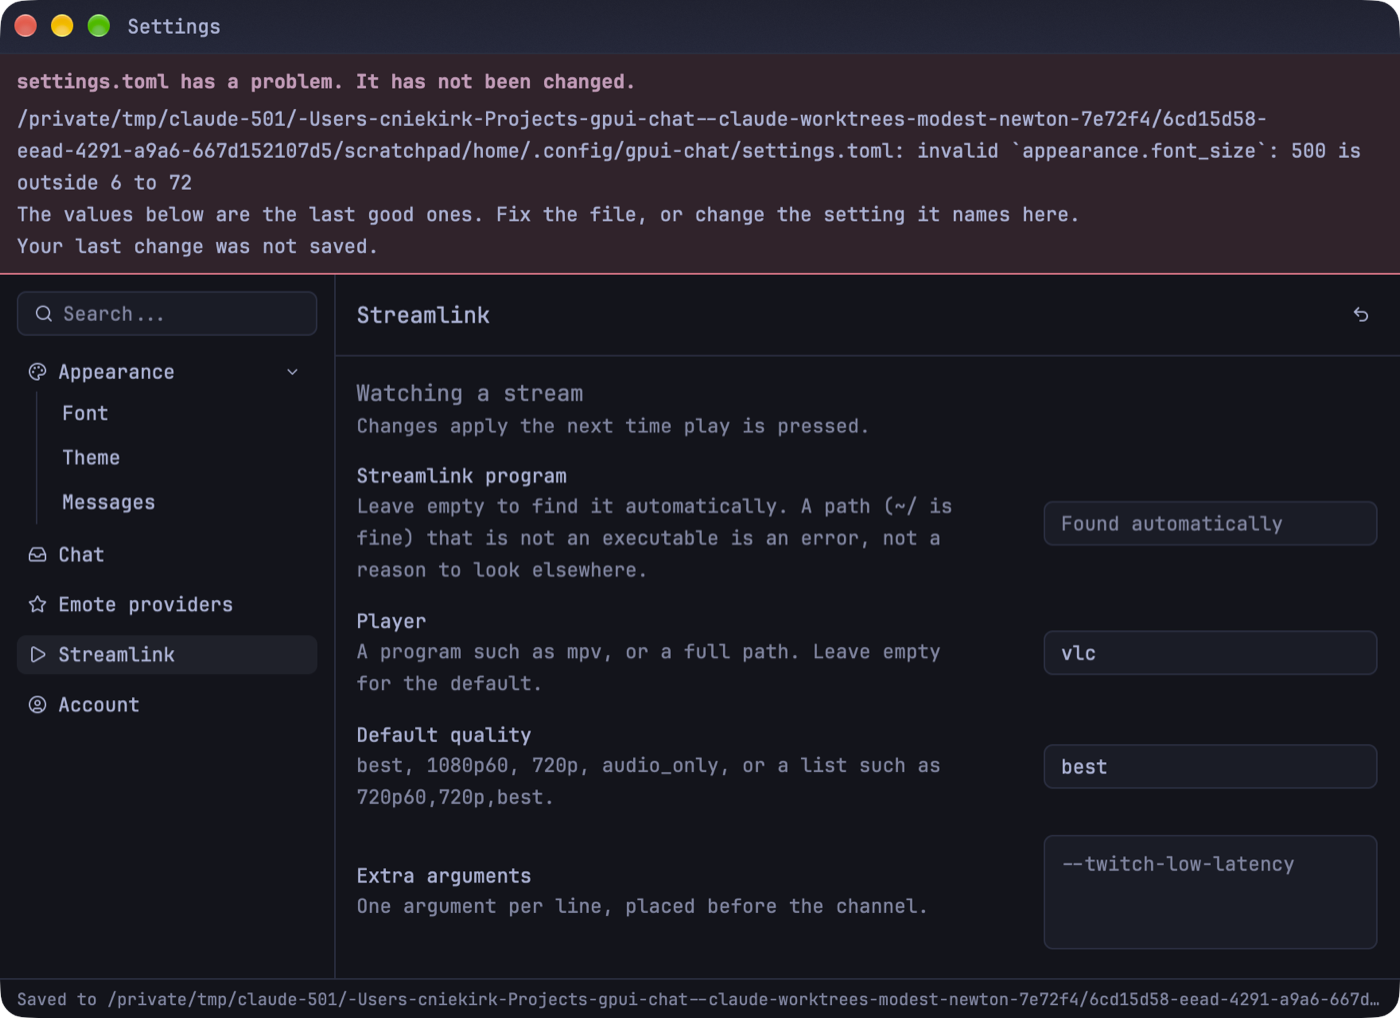 Settings
settings.toml has a problem. It has not been changed.
/private/tmp/claude-501/-Users-cniekirk-Projects-gpui-chat--claude-worktrees-modest-newton-7e72f4/6cd15d58-
eead-4291-a9a6-667d152107d5/scratchpad/home/.config/gpui-chat/settings.toml: invalid `appearance.font_size`: 500 is
outside 6 to 72
The values below are the last good ones. Fix the file, or change the setting it names here.
Your last change was not saved.
Search...
Appearance
Font
Theme
Messages
Chat
Emote providers
Streamlink
Account
Streamlink
Watching a stream
Changes apply the next time play is pressed.
Streamlink program
Leave empty to find it automatically. A path (~/ is
fine) that is not an executable is an error, not a
reason to look elsewhere.
Found automatically
Player
A program such as mpv, or a full path. Leave empty
for the default.
vlc
Default quality
best, 1080p60, 720p, audio_only, or a list such as
720p60,720p,best.
best
Extra arguments
One argument per line, placed before the channel.
--twitch-low-latency
Saved to /private/tmp/claude-501/-Users-cniekirk-Projects-gpui-chat--claude-worktrees-modest-newton-7e72f4/6cd15d58-eead-4291-a9a6-667d…